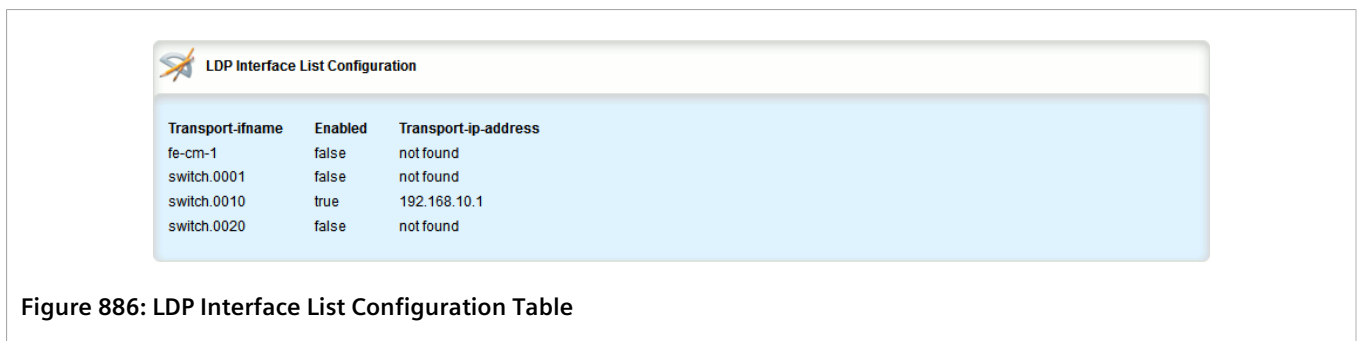 LDP Interface List Configuration
Transport-ifname Enabled Transport-ip-address
fe-cm-1 false not found
switch.0001 false not found
switch.0010 true 192.168.10.1
switch.0020 false not found
Figure 886: LDP Interface List Configuration Table